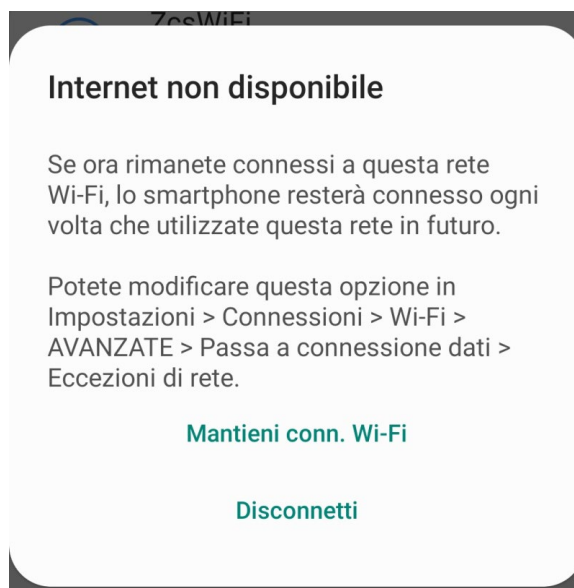 ZcsWiFi
Internet non disponibile
Se ora rimanete connessi a questa rete
Wi-Fi, lo smartphone resterà connesso ogni
volta che utilizzate questa rete in futuro.
Potete modificare questa opzione in
Impostazioni > Connessioni > Wi-Fi >
AVANZATE > Passa a connessione dati >
Eccezioni di rete.
Mantieni conn. Wi-Fi
Disconnetti